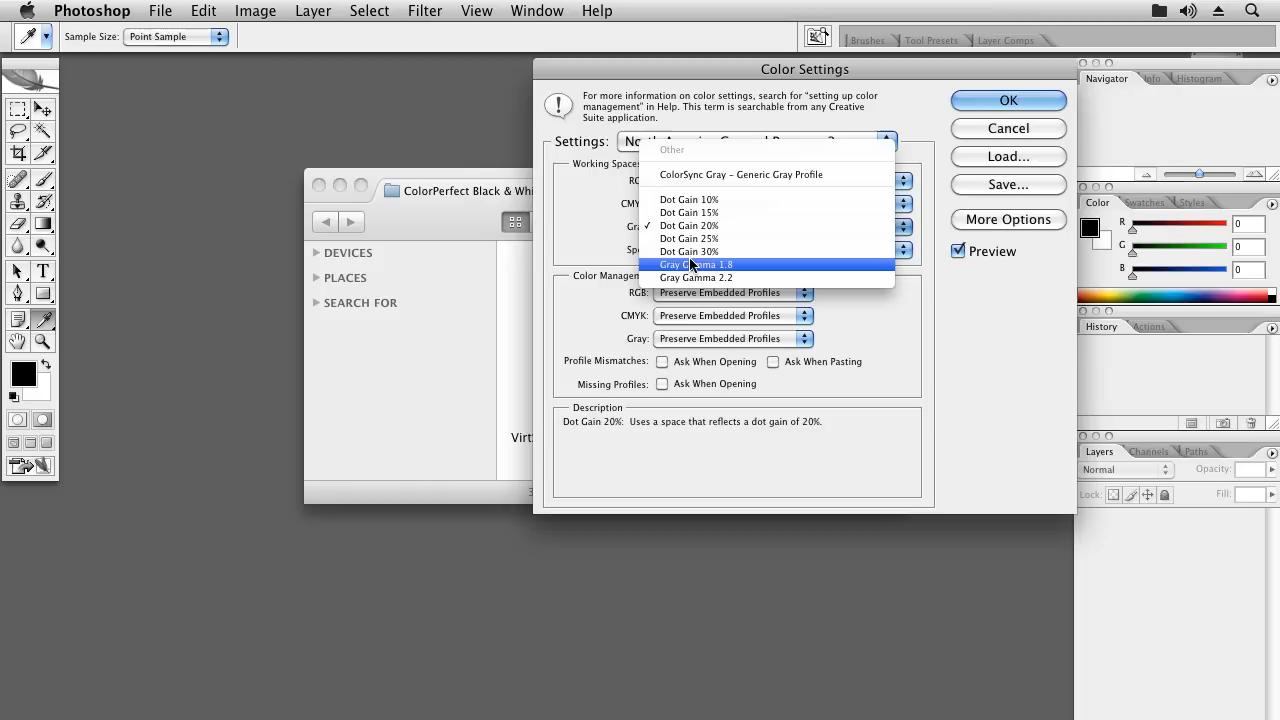 Photoshop File Edit Image Layer Select Filter View Window Help
Sample Size: Point Sample
Brushes Tool Presets Layer Comps
Color Settings
For more information on color settings, search for “setting up color
management” in Help. This term is searchable from any Creative
Suite application.
Settings:
Working Spaces
Other
ColorSync Gray - Generic Gray Profile
Dot Gain 10%
Dot Gain 15%
✓ Dot Gain 20%
Dot Gain 25%
Dot Gain 30%
Gray Gamma 1.8
Gray Gamma 2.2
RGB: Preserve Embedded Profiles
CMYK: Preserve Embedded Profiles
Gray: Preserve Embedded Profiles
Profile Mismatches: Ask When Opening Ask When Pasting
Missing Profiles: Ask When Opening
Description
Dot Gain 20%: Uses a space that reflects a dot gain of 20%.
OK
Cancel
Load...
Save...
More Options
Preview
ColorPerfect Black & Whi
DEVICES
PLACES
SEARCH FOR
Navigator Info Histogram
Color Swatches Styles
R 0
G 0
B 0
History Actions
Layers Channels Paths
Normal Opacity:
Lock: Fill: